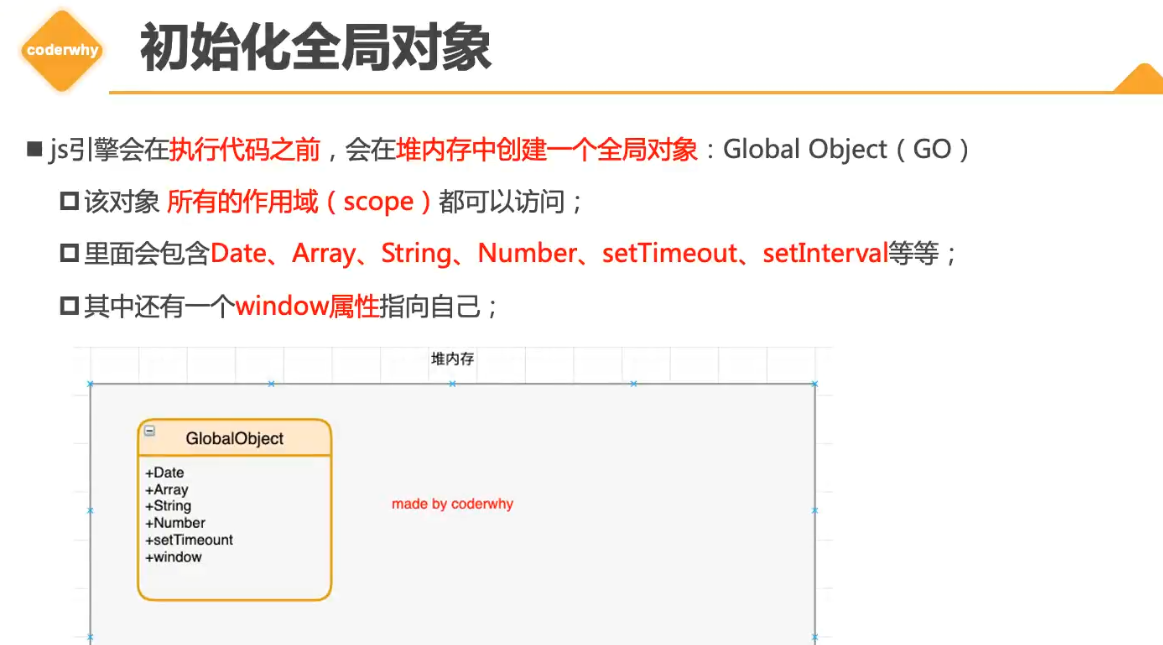 coderwhy
初始化全局对象
js引擎会在执行代码之前，会在堆内存中创建一个全局对象：Global Object（GO）
该对象 所有的作用域（scope）都可以访问；
里面会包含Date、Array、String、Number、setTimeout、setInterval等等；
其中还有一个window属性指向自己；
堆内存
GlobalObject
+Date
+Array
+String
+Number
+setTimeount
+window
made by coderwhy